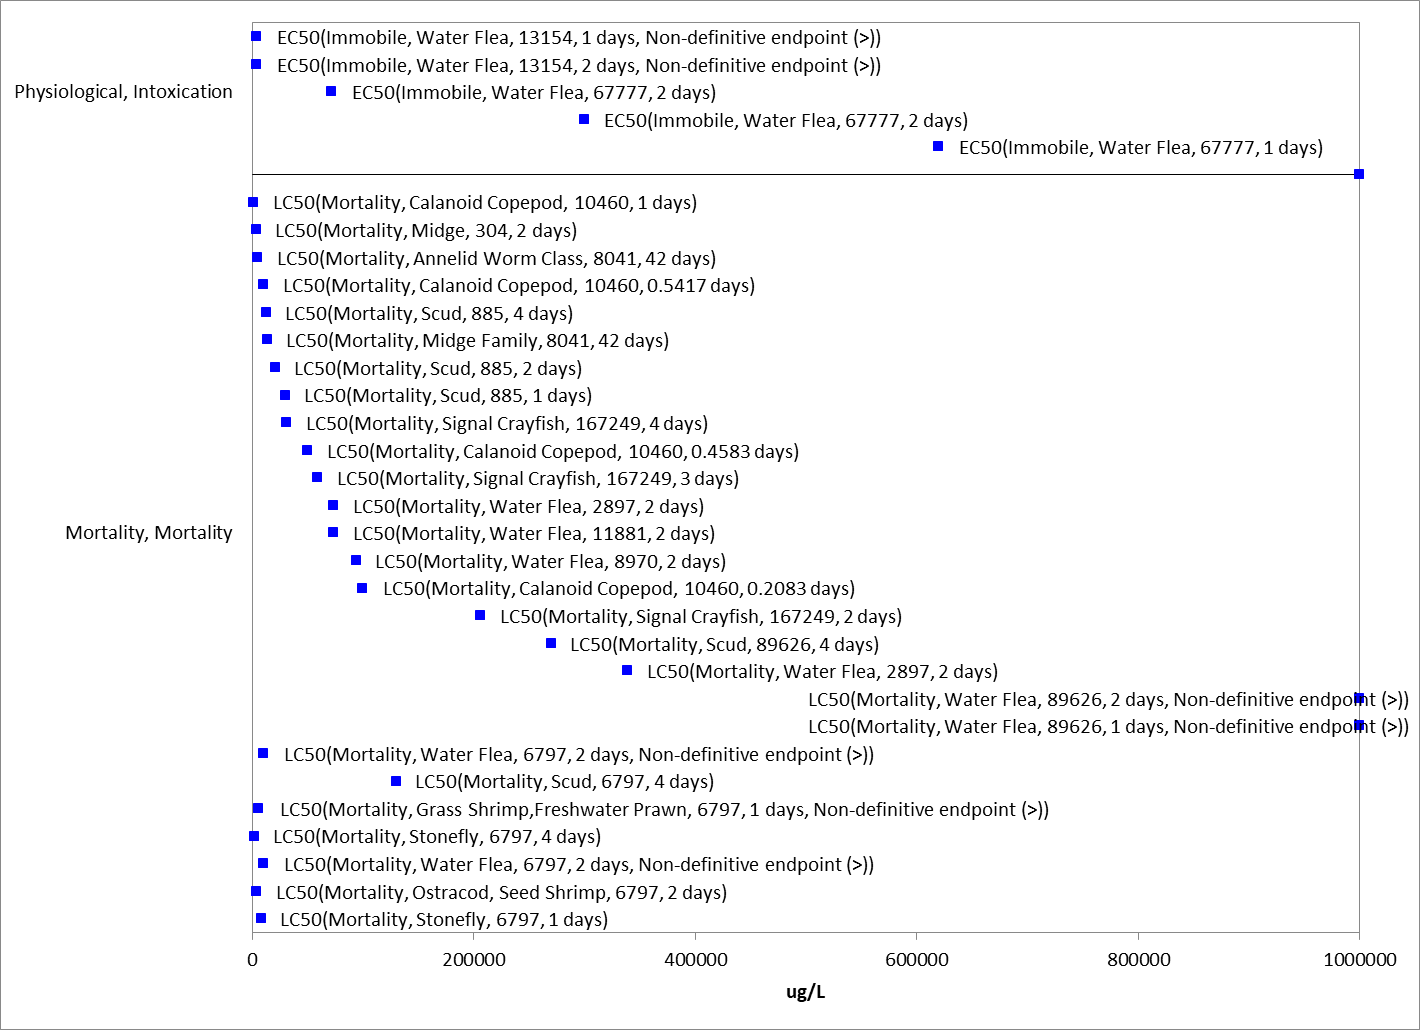 EC50(Immobile, Water Flea, 13154, 1 days, Non-definitive endpoint (>))
EC50(Immobile, Water Flea, 13154, 2 days, Non-definitive endpoint (>))
Physiological, Intoxication
EC50(Immobile, Water Flea, 67777, 2 days)
EC50(Immobile, Water Flea, 67777, 2 days)
EC50(Immobile, Water Flea, 67777, 1 days)
LC50(Mortality, Calanoid Copepod, 10460, 1 days)
LC50(Mortality, Midge, 304, 2 days)
LC50(Mortality, Annelid Worm Class, 8041, 42 days)
LC50(Mortality, Calanoid Copepod, 10460, 0.5417 days)
LC50(Mortality, Scud, 885, 4 days)
LC50(Mortality, Midge Family, 8041, 42 days)
LC50(Mortality, Scud, 885, 2 days)
LC50(Mortality, Scud, 885, 1 days)
LC50(Mortality, Signal Crayfish, 167249, 4 days)
LC50(Mortality, Calanoid Copepod, 10460, 0.4583 days)
LC50(Mortality, Signal Crayfish, 167249, 3 days)
LC50(Mortality, Water Flea, 2897, 2 days)
Mortality, Mortality
LC50(Mortality, Water Flea, 11881, 2 days)
LC50(Mortality, Water Flea, 8970, 2 days)
LC50(Mortality, Calanoid Copepod, 10460, 0.2083 days)
LC50(Mortality, Signal Crayfish, 167249, 2 days)
LC50(Mortality, Scud, 89626, 4 days)
LC50(Mortality, Water Flea, 2897, 2 days)
LC50(Mortality, Water Flea, 89626, 2 days, Non-definitive endpoint (>))
LC50(Mortality, Water Flea, 89626, 1 days, Non-definitive endpoint (>))
LC50(Mortality, Water Flea, 6797, 2 days, Non-definitive endpoint (>))
LC50(Mortality, Scud, 6797, 4 days)
LC50(Mortality, Grass Shrimp,Freshwater Prawn, 6797, 1 days, Non-definitive endpoint (>))
LC50(Mortality, Stonefly, 6797, 4 days)
LC50(Mortality, Water Flea, 6797, 2 days, Non-definitive endpoint (>))
LC50(Mortality, Ostracod, Seed Shrimp, 6797, 2 days)
LC50(Mortality, Stonefly, 6797, 1 days)
0 200000 400000 600000 800000 1000000
ug/L